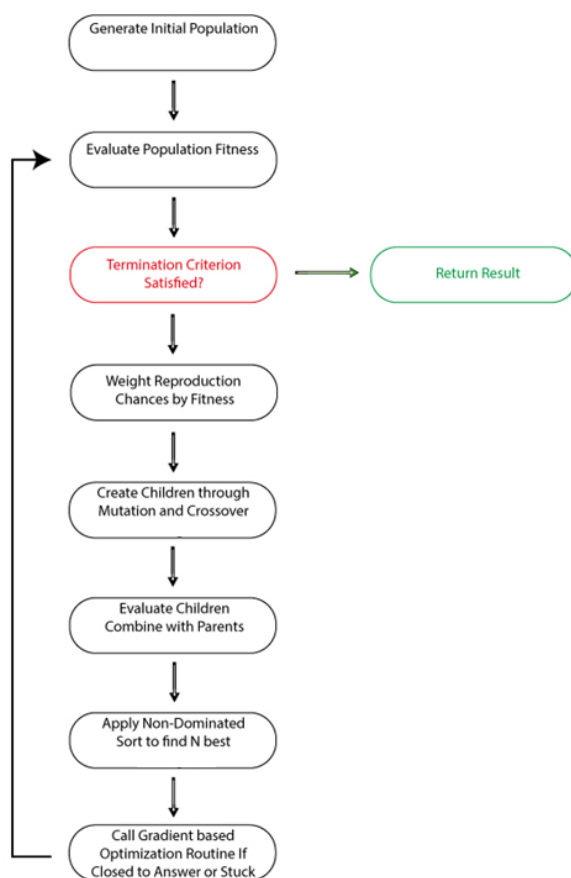 Generate Initial Population
Evaluate Population Fitness
Termination Criterion
Satisfied?
Return Result
Weight Reproduction
Chances by Fitness
Create Children through
Mutation and Crossover
Evaluate Children
Combine with Parents
Apply Non-Dominated
Sort to find N best
Call Gradient based
Optimization Routine If
Closed to Answer or Stuck